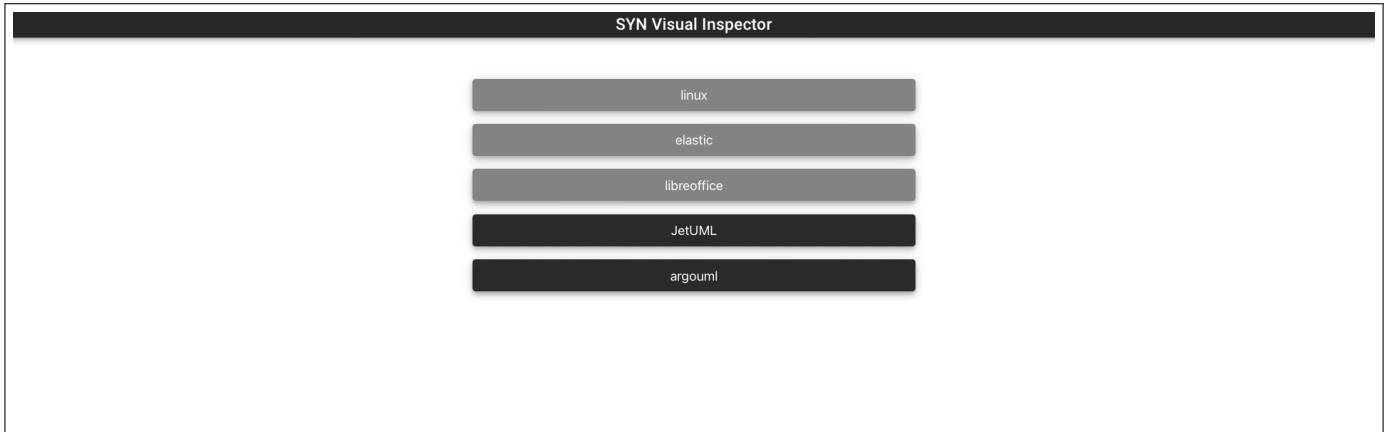 SYN Visual Inspector
linux
elastic
libreoffice
JetUML
argouml